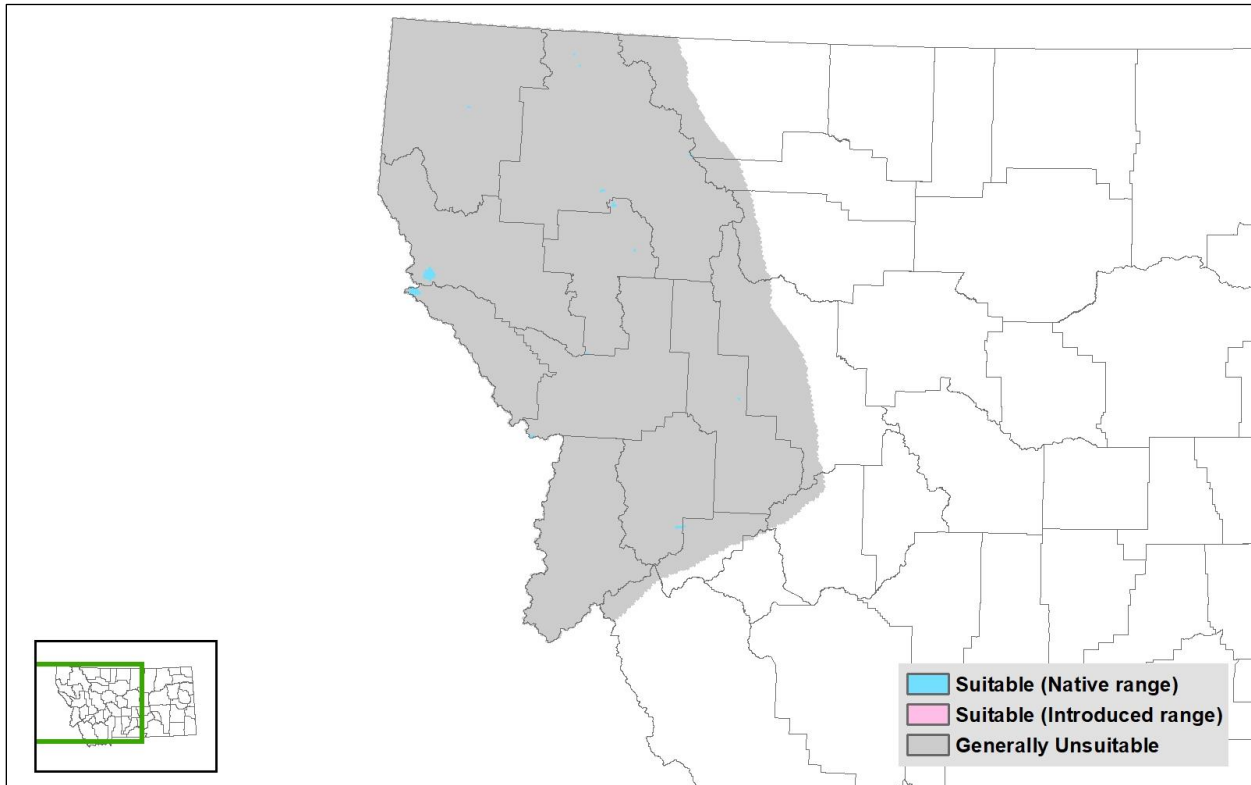 Suitable (Native range)
Suitable (Introduced range)
Generally Unsuitable